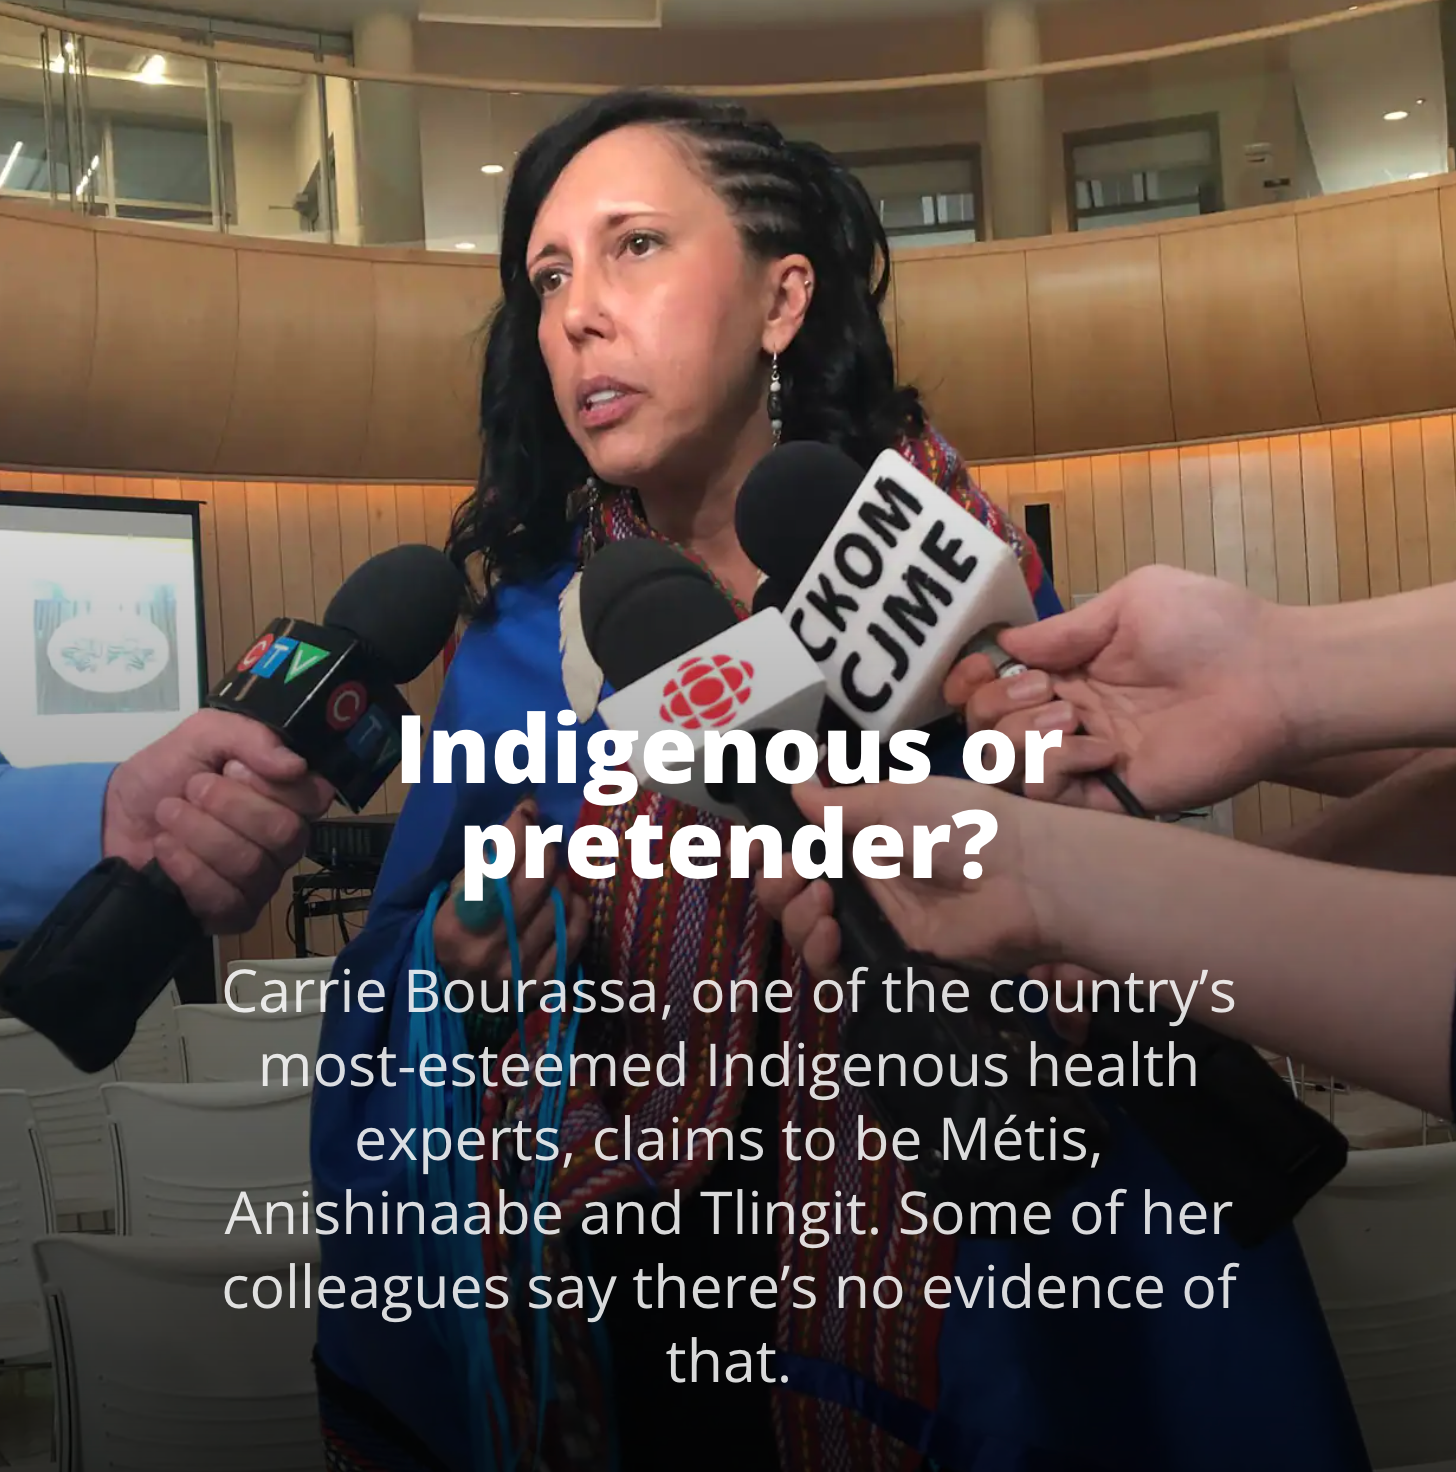 CKOM
CJME
CTV
CTV
Indigenous or
pretender?
Carrie Bourassa, one of the country’s
most-esteemed Indigenous health
experts, claims to be Métis,
Anishinaabe and Tlingit. Some of her
colleagues say there’s no evidence of
that.